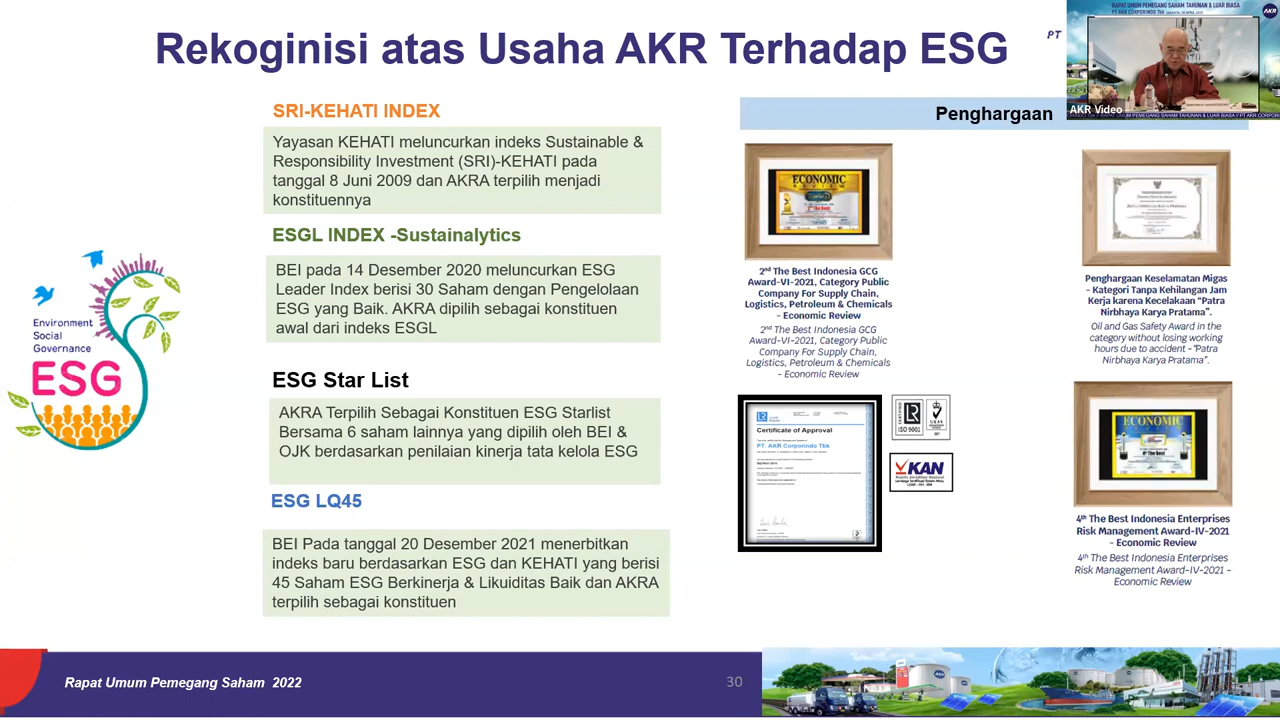 Rekoginisi atas Usaha AKR Terhadap ESG
PT
RAPAT UMUM PEMEGANG SAHAM TAHUNAN & LUAR BIASA
PT AKR CORPORINDO Tbk
AKR
AKR Video
SRI-KEHATI INDEX
Yayasan KEHATI meluncurkan indeks Sustainable &
Responsibility Investment (SRI)-KEHATI pada
tanggal 8 Juni 2009 dan AKRA terpilih menjadi
konstituennya
ESGL INDEX -Sustainalytics
BEI pada 14 Desember 2020 meluncurkan ESG
Leader Index berisi 30 Saham dengan Pengelolaan
ESG yang Baik. AKRA dipilih sebagai konstituen
awal dari indeks ESGL
ESG Star List
AKRA Terpilih Sebagai Konstituen ESG Starlist
Bersama 6 saham lainnya yang dipilih oleh BEI &
OJK berdasarkan penilaian kinerja tata kelola ESG
ESG LQ45
BEI Pada tanggal 20 Desember 2021 menerbitkan
indeks baru berdasarkan ESG dan KEHATI yang berisi
45 Saham ESG Berkinerja & Likuiditas Baik dan AKRA
terpilih sebagai konstituen
Environment
Social
Governance
ESG
Penghargaan
ECONOMIC
REVIEW
2nd The Best Indonesia GCG
Award-VI-2021, Category Public
Company For Supply Chain,
Logistics, Petroleum & Chemicals
- Economic Review
2nd The Best Indonesia GCG
Award-VI-2021, Category Public
Company For Supply Chain,
Logistics, Petroleum & Chemicals
- Economic Review
Penghargaan Keselamatan Migas
- Kategori Tanpa Kehilangan Jam
Kerja karena Kecelakaan "Patra
Nirbhaya Karya Pratama".
Oil and Gas Safety Award in the
category without losing working
hours due to accident - "Patra
Nirbhaya Karya Pratama".
LR
Certificate of Approval
PT. AKR Corporindo Tbk
CERTIFIED
LR
ISO 9001
UKAS
KAN
ECONOMIC
4th The Best
4th The Best Indonesia Enterprises
Risk Management Award-IV-2021
- Economic Review
4th The Best Indonesia Enterprises
Risk Management Award-IV-2021 -
Economic Review
Rapat Umum Pemegang Saham 2022
30